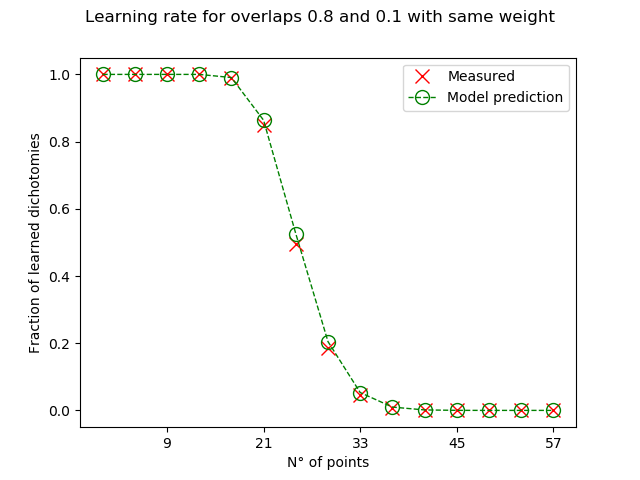 Learning rate for overlaps 0.8 and 0.1 with same weight
Measured
Model prediction
Fraction of learned dichotomies
1.0
0.8
0.6
0.4
0.2
0.0
9 21 33 45 57
N° of points